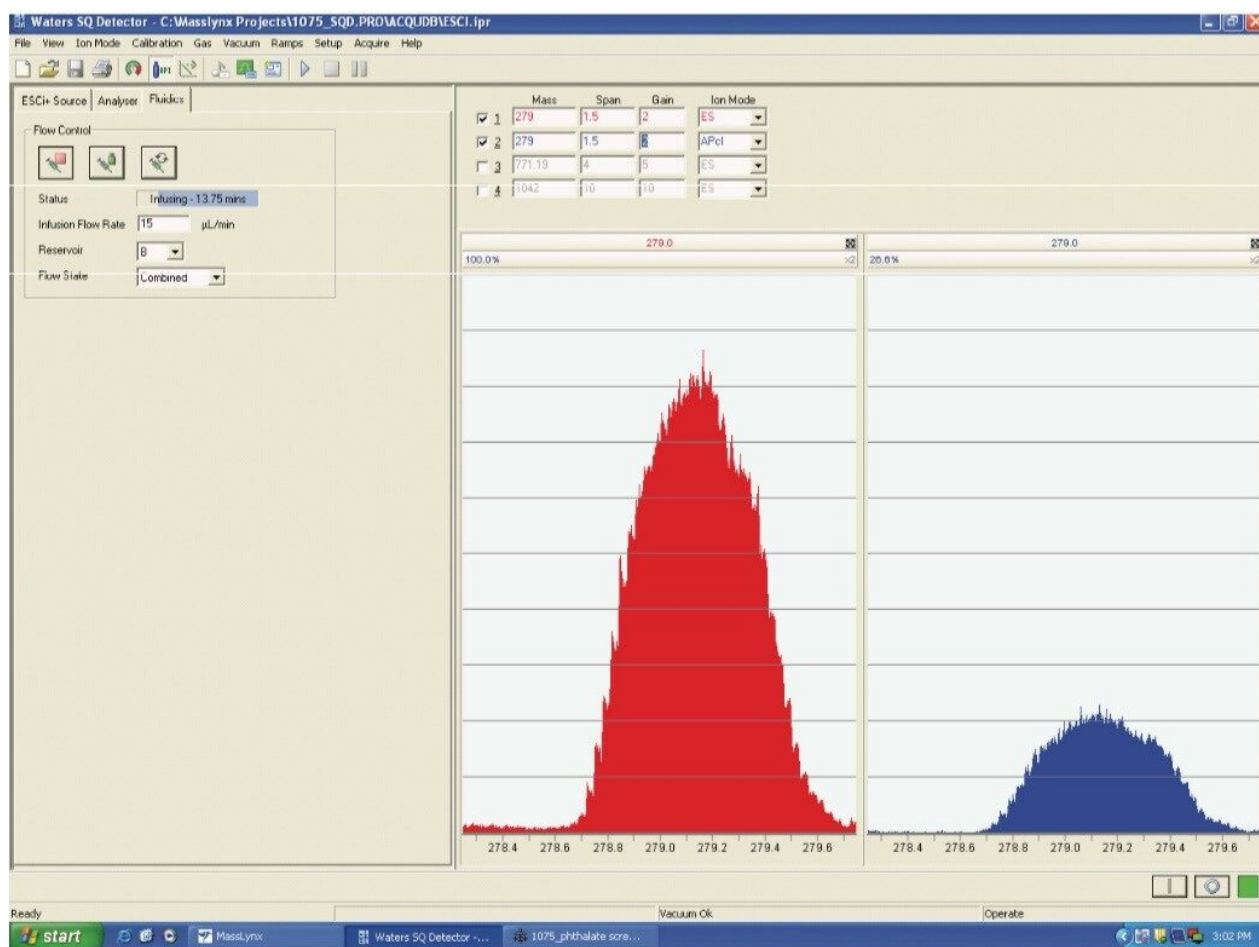 Waters SQ Detector - C:\Masslynx Projects\1075_SQD.PRO\ACQUDB\ESCI.ipr
File View Ion Mode Calibration Gas Vacuum Ramps Setup Acquire Help
ESCi+ Source Analyser Fluidics
Mass Span Gain Ion Mode
1 279 1.5 2 ES
2 279 1.5 2 APcI
3 771.19 4 5 ES
4 1042 10 10 ES
Flow Control
Status Infusing - 13.75 mins
Infusion Flow Rate 15 µL/min
Reservoir B
Flow State Combined
279.0 279.0
100.0% x2 26.6% x2
278.4 278.6 278.8 279.0 279.2 279.4 279.6 278.4 278.6 278.8 279.0 279.2 279.4 279.6
Ready Vacuum Ok Operate
start MassLynx Waters SQ Detector -... 1075_phthalate scre... 3:02 PM